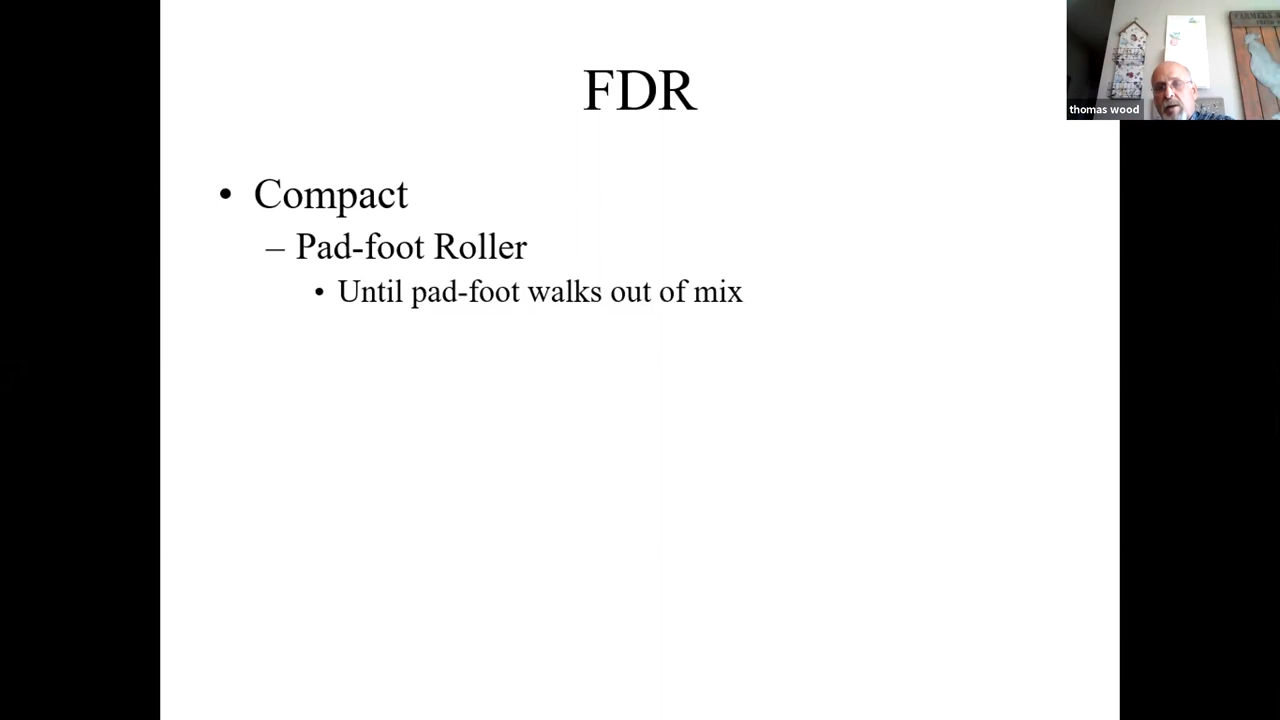 FDR
• Compact
– Pad-foot Roller
• Until pad-foot walks out of mix
thomas wood